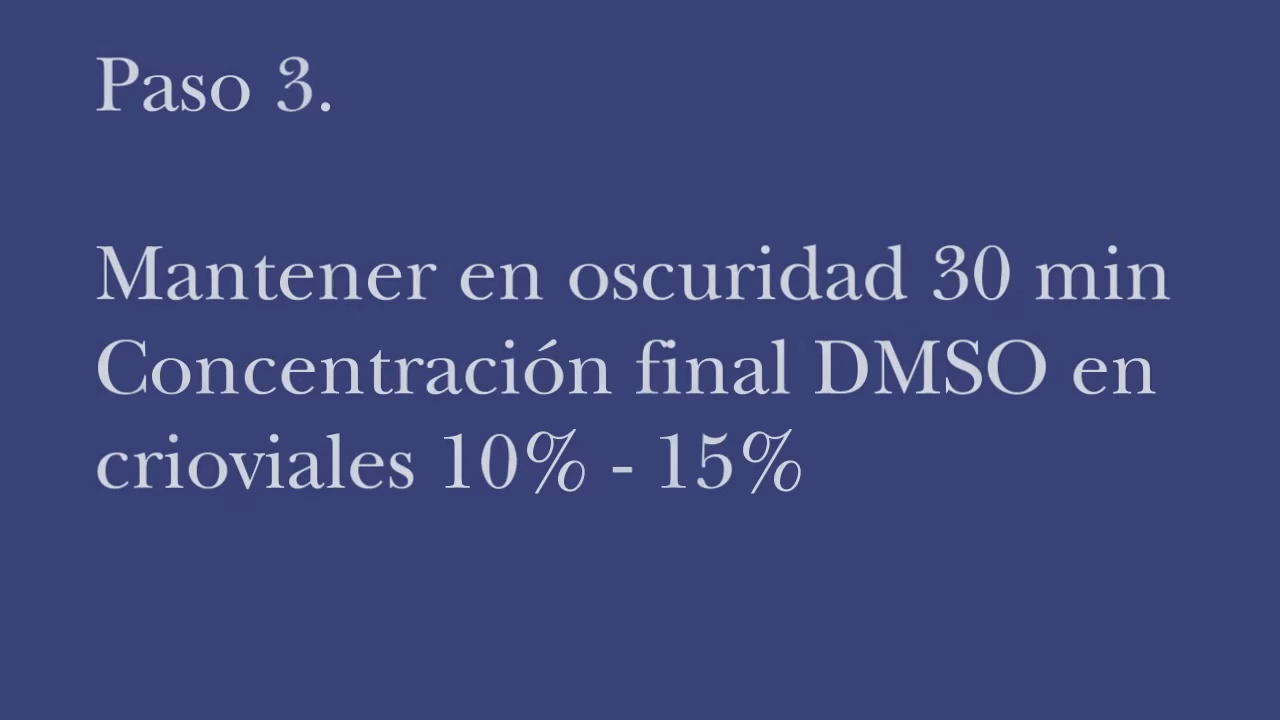 Paso 3.
Mantener en oscuridad 30 min
Concentración final DMSO en
crioviales 10% - 15%